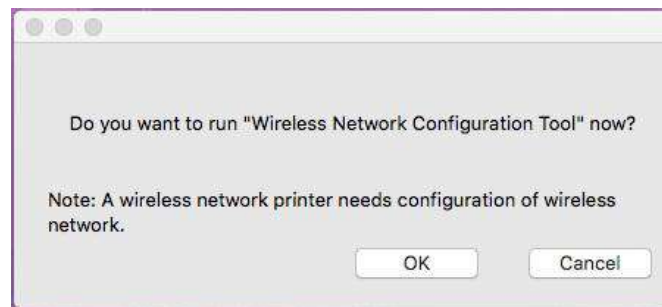 Do you want to run "Wireless Network Configuration Tool" now?
Note: A wireless network printer needs configuration of wireless
network.
OK Cancel